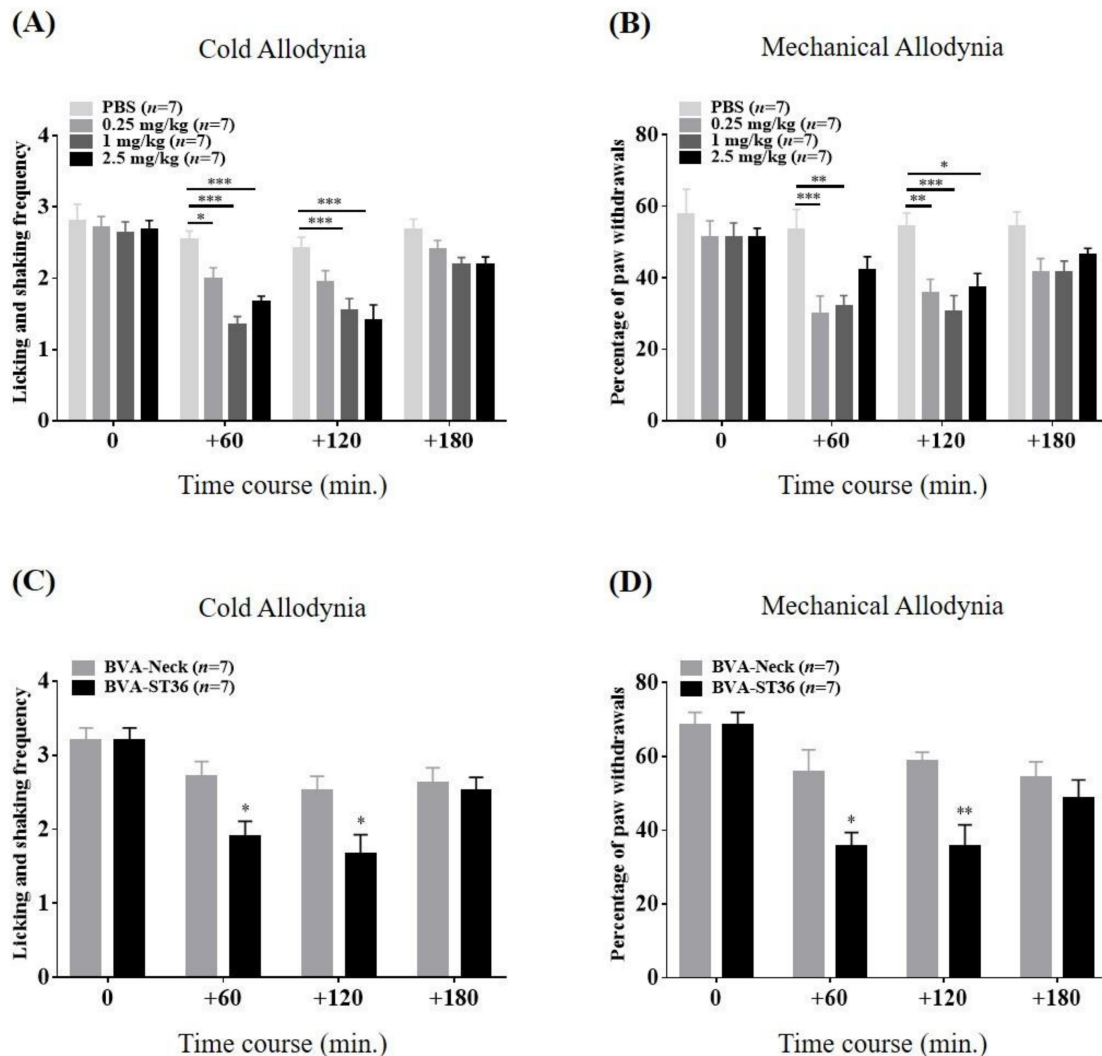 (A)
Cold Allodynia
PBS (n=7)
0.25 mg/kg (n=7)
1 mg/kg (n=7)
2.5 mg/kg (n=7)
Licking and shaking frequency
4
3
2
1
0
***
***
*
***
***
0 +60 +120 +180
Time course (min.)
(B)
Mechanical Allodynia
PBS (n=7)
0.25 mg/kg (n=7)
1 mg/kg (n=7)
2.5 mg/kg (n=7)
Percentage of paw withdrawals
80
60
40
20
0
**
***
*
***
**
0 +60 +120 +180
Time course (min.)
(C)
Cold Allodynia
BVA-Neck (n=7)
BVA-ST36 (n=7)
Licking and shaking frequency
4
3
2
1
0
* *
0 +60 +120 +180
Time course (min.)
(D)
Mechanical Allodynia
BVA-Neck (n=7)
BVA-ST36 (n=7)
Percentage of paw withdrawals
80
60
40
20
0
* **
0 +60 +120 +180
Time course (min.)